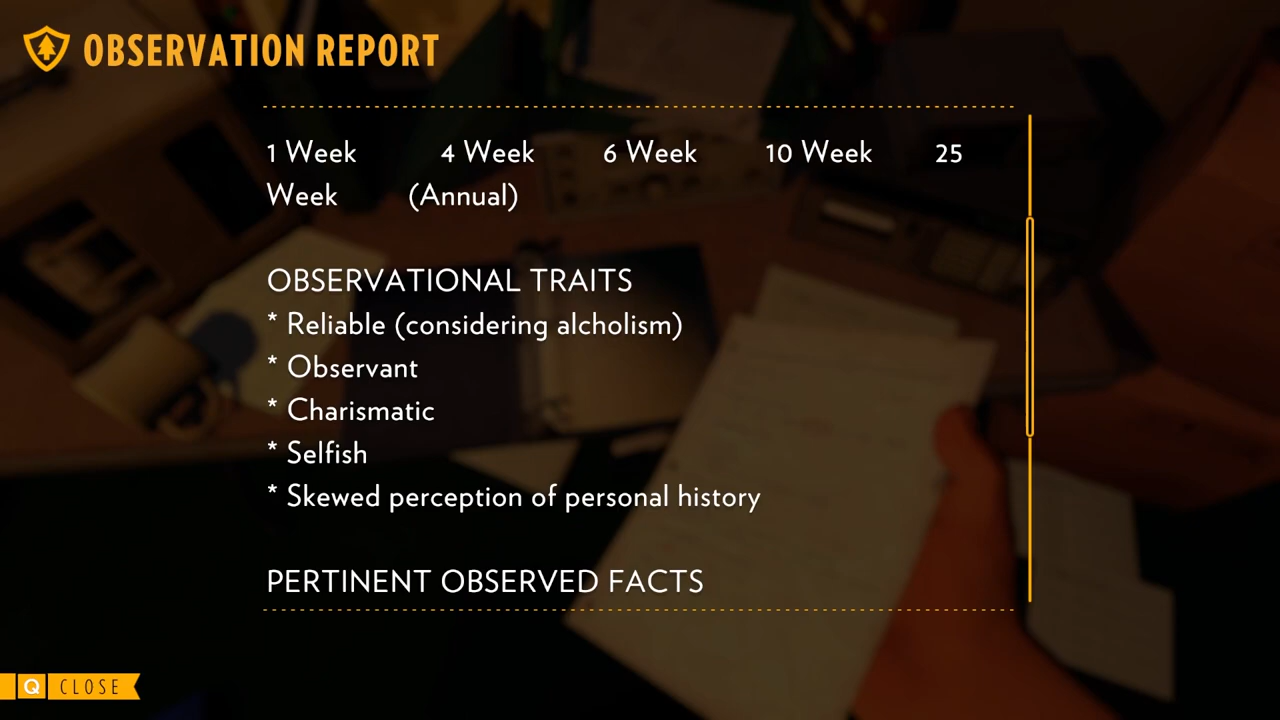 OBSERVATION REPORT
1 Week 4 Week 6 Week 10 Week 25
Week (Annual)
OBSERVATIONAL TRAITS
* Reliable (considering alcholism)
* Observant
* Charismatic
* Selfish
* Skewed perception of personal history
PERTINENT OBSERVED FACTS
Q CLOSE